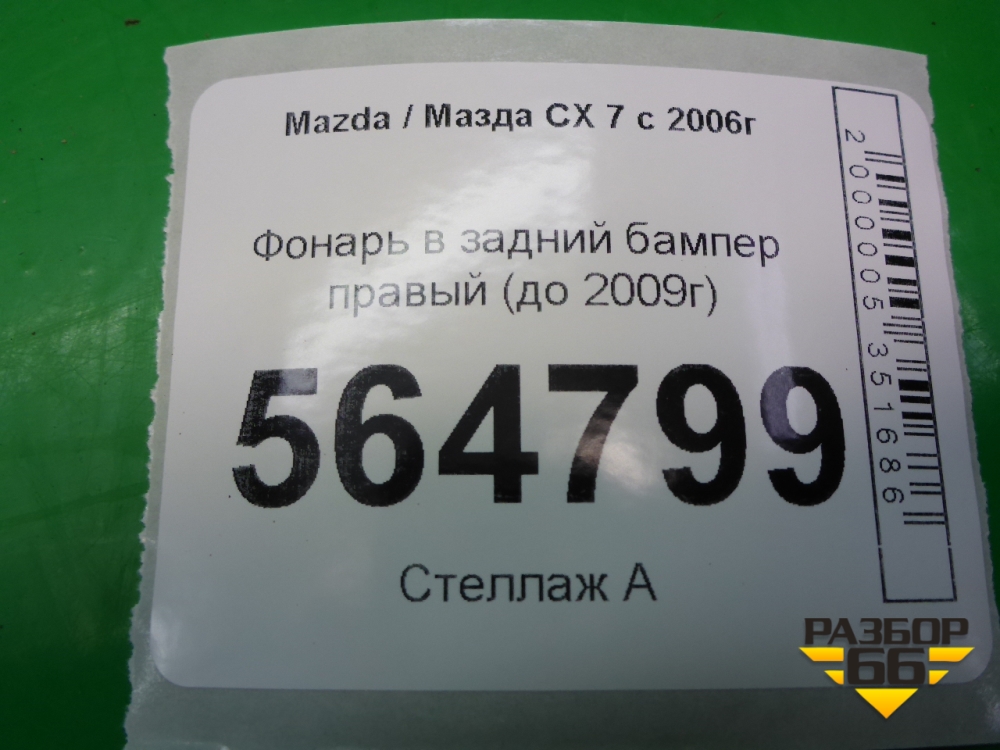 Mazda / Мазда CX 7 с 2006г
Фонарь в задний бампер
правый (до 2009г)
564799
Стеллаж А
2000005351686
РАЗБОР
66